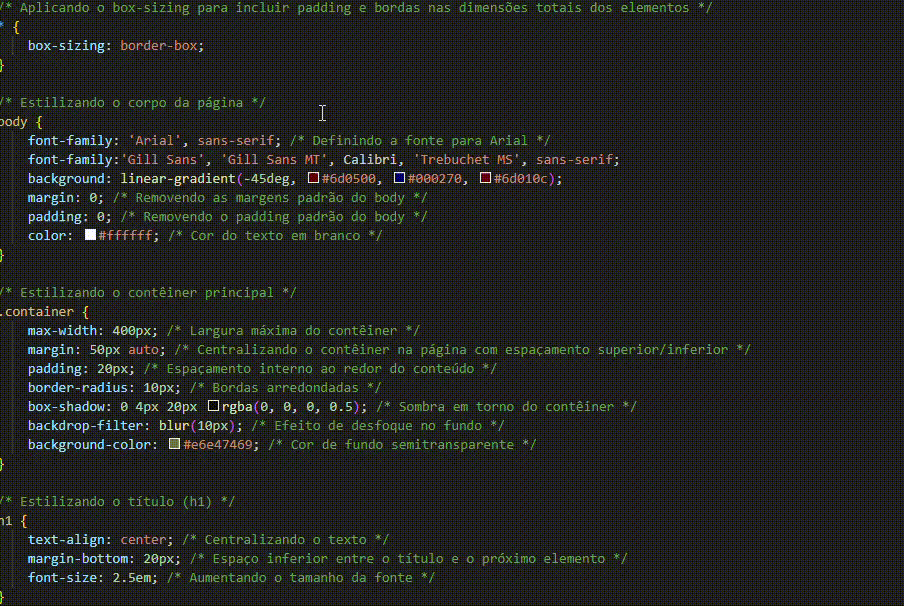 /* Aplicando o box-sizing para incluir padding e bordas nas dimensões totais dos elementos */
* {
box-sizing: border-box;
}
/* Estilizando o corpo da página */
body {
font-family: 'Arial', sans-serif; /* Definindo a fonte para Arial */
font-family:'Gill Sans', 'Gill Sans MT', Calibri, 'Trebuchet MS', sans-serif;
background: linear-gradient(-45deg, #6d0500, #000270, #6d010c);
margin: 0; /* Removendo as margens padrão do body */
padding: 0; /* Removendo o padding padrão do body */
color: #ffffff; /* Cor do texto em branco */
}
/* Estilizando o contêiner principal */
.container {
max-width: 400px; /* Largura máxima do contêiner */
margin: 50px auto; /* Centralizando o contêiner na página com espaçamento superior/inferior */
padding: 20px; /* Espaçamento interno ao redor do conteúdo */
border-radius: 10px; /* Bordas arredondadas */
box-shadow: 0 4px 20px rgba(0, 0, 0, 0.5); /* Sombra em torno do contêiner */
backdrop-filter: blur(10px); /* Efeito de desfoque no fundo */
background-color: #e6e47469; /* Cor de fundo semitransparente */
}
/* Estilizando o título (h1) */
h1 {
text-align: center; /* Centralizando o texto */
margin-bottom: 20px; /* Espaço inferior entre o título e o próximo elemento */
font-size: 2.5em; /* Aumentando o tamanho da fonte */
}